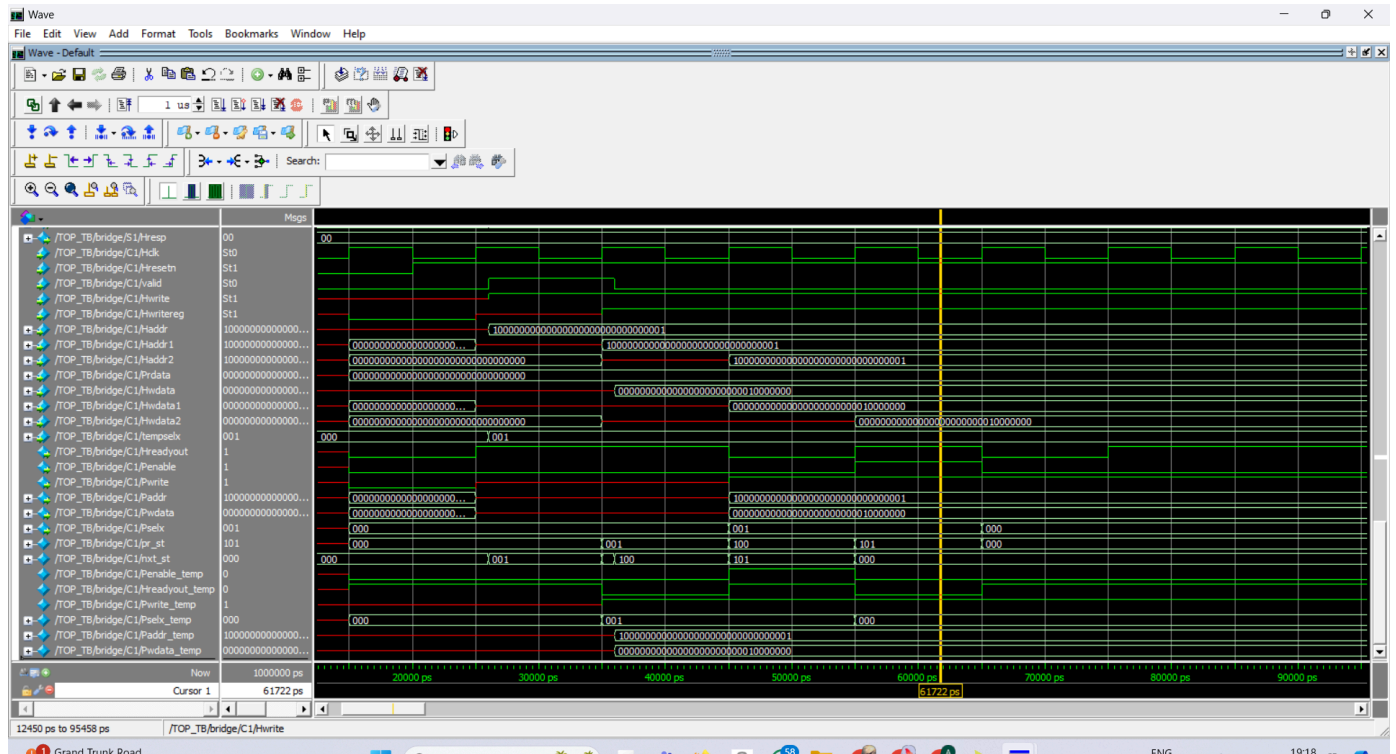 Wave
File Edit View Add Format Tools Bookmarks Window Help
Wave - Default
1 us
Search:
Msgs
/TOP_TB/bridge/S1/Hresp 00 00
/TOP_TB/bridge/C1/Hclk St0
/TOP_TB/bridge/C1/Hresetn St1
/TOP_TB/bridge/C1/valid St0
/TOP_TB/bridge/C1/Hwrite St1
/TOP_TB/bridge/C1/Hwritereg St1
/TOP_TB/bridge/C1/Haddr 10000000000000... 10000000000000000000000000000001
/TOP_TB/bridge/C1/Haddr1 10000000000000... 0000000000000000000... 10000000000000000000000000000001
/TOP_TB/bridge/C1/Haddr2 10000000000000... 00000000000000000000000000000000 10000000000000000000000000000001
/TOP_TB/bridge/C1/Prdata 00000000000000... 00000000000000000000000000000000
/TOP_TB/bridge/C1/Hwdata 00000000000000... 00000000000000000000000010000000
/TOP_TB/bridge/C1/Hwdata1 00000000000000... 0000000000000000000... 00000000000000000000000010000000
/TOP_TB/bridge/C1/Hwdata2 00000000000000... 00000000000000000000000000000000 00000000000000000000000010000000
/TOP_TB/bridge/C1/tempselx 001 000 001
/TOP_TB/bridge/C1/Hreadyout 1
/TOP_TB/bridge/C1/Penable 1
/TOP_TB/bridge/C1/Pwrite 1
/TOP_TB/bridge/C1/Paddr 10000000000000... 0000000000000000000... 10000000000000000000000000000001
/TOP_TB/bridge/C1/Pwdata 00000000000000... 0000000000000000000... 00000000000000000000000010000000
/TOP_TB/bridge/C1/Pselx 001 000 001 000
/TOP_TB/bridge/C1/pr_st 101 000 001 100 101 000
/TOP_TB/bridge/C1/nxt_st 000 000 001 100 101 000
/TOP_TB/bridge/C1/Penable_temp 0
/TOP_TB/bridge/C1/Hreadyout_temp 0
/TOP_TB/bridge/C1/Pwrite_temp 1
/TOP_TB/bridge/C1/Pselx_temp 000 000 001 000
/TOP_TB/bridge/C1/Paddr_temp 10000000000000... 10000000000000000000000000000001
/TOP_TB/bridge/C1/Pwdata_temp 00000000000000... 00000000000000000000000010000000
Now 1000000 ps 20000 ps 30000 ps 40000 ps 50000 ps 60000 ps 70000 ps 80000 ps 90000 ps
Cursor 1 61722 ps 61722 ps
12450 ps to 95458 ps /TOP_TB/bridge/C1/Hwrite
1 Grand Trunk Road 58 ENG 19:18